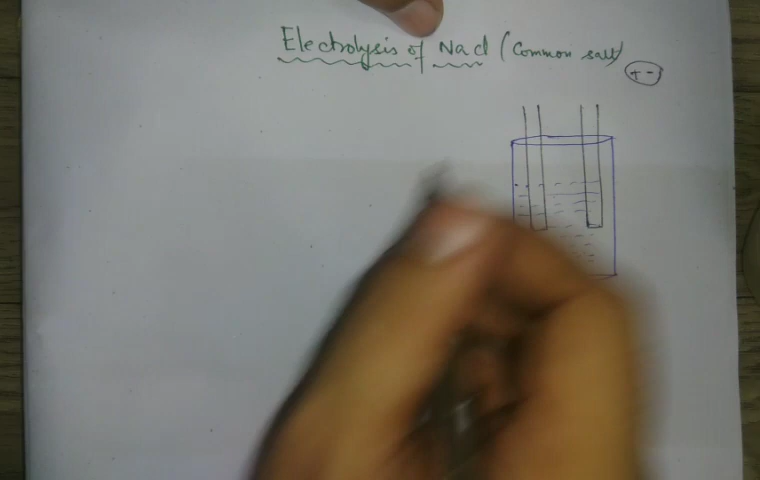 Electrolysis of Nacl (Common salt)
+ -